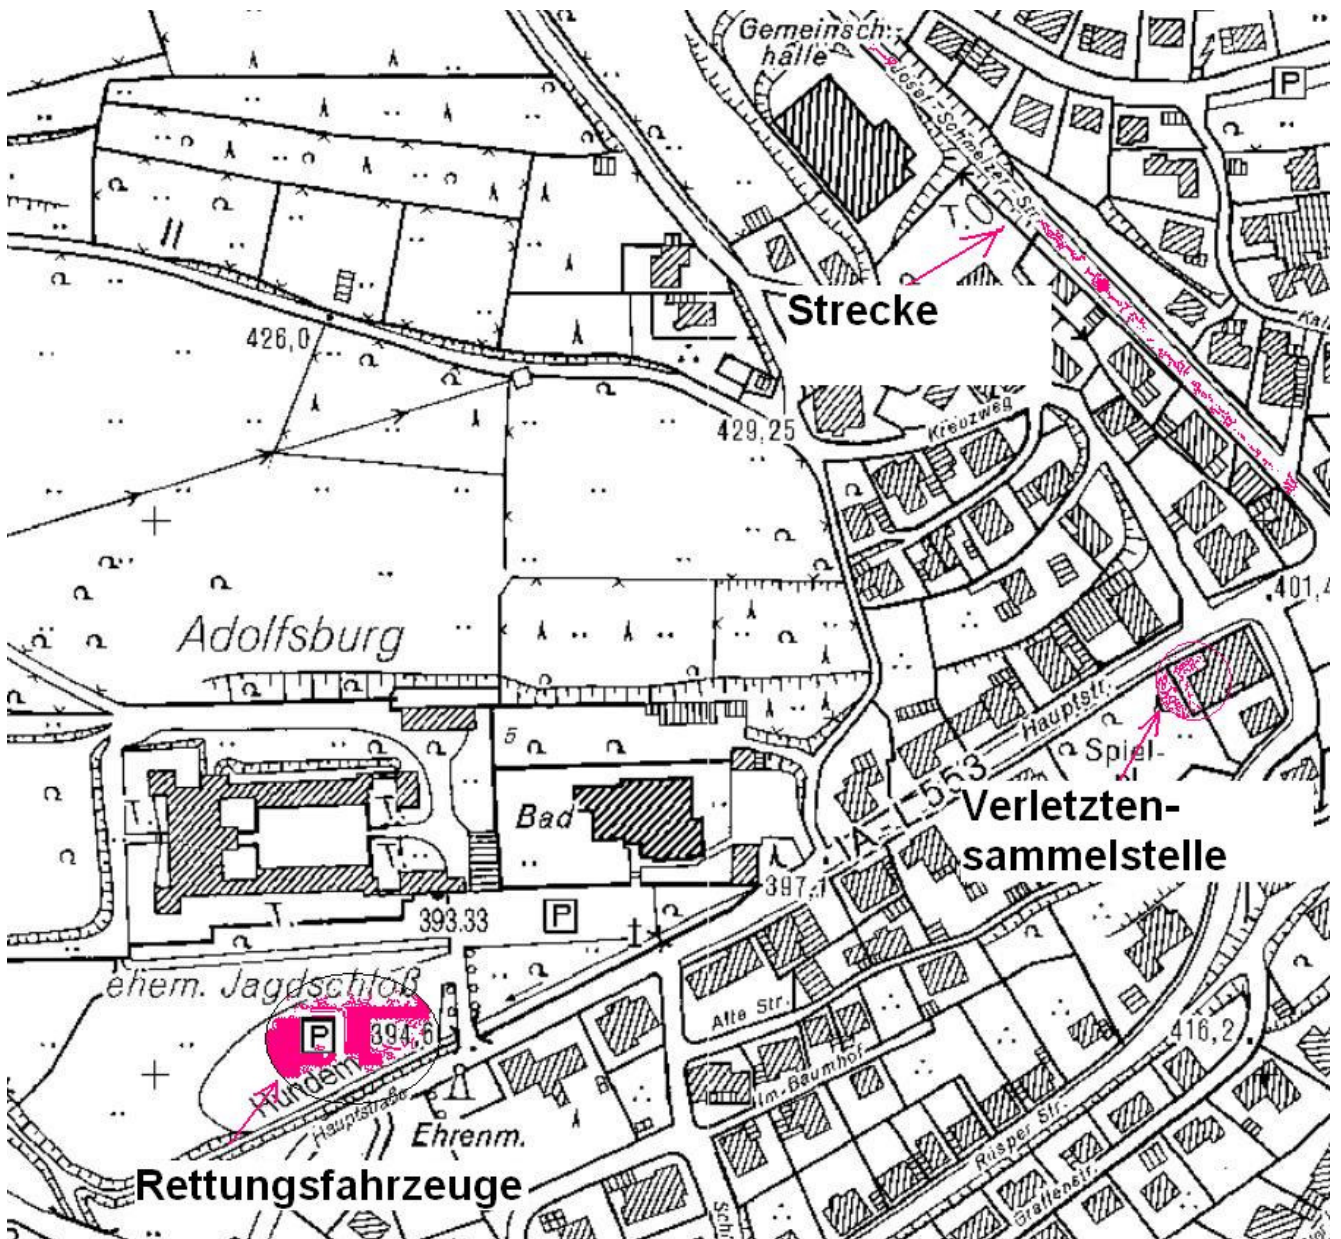 Gemeinsch.
halle
P
Josef-Schmelzer-Str.
Strecke
426,0
429,25
Kreuzweg
401,4
Adolfsburg
Hauptstr.
5
Spiel-
Bad
Verletzten-
sammelstelle
397,1
P
393.33
ehem. Jagdschloß
Alte Str.
P
394,6
416,2
Im-Baumhof
Hundem
Hauptstraße
Ehrenm.
Rüsper Str.
Rettungsfahrzeuge
Graftenstr.